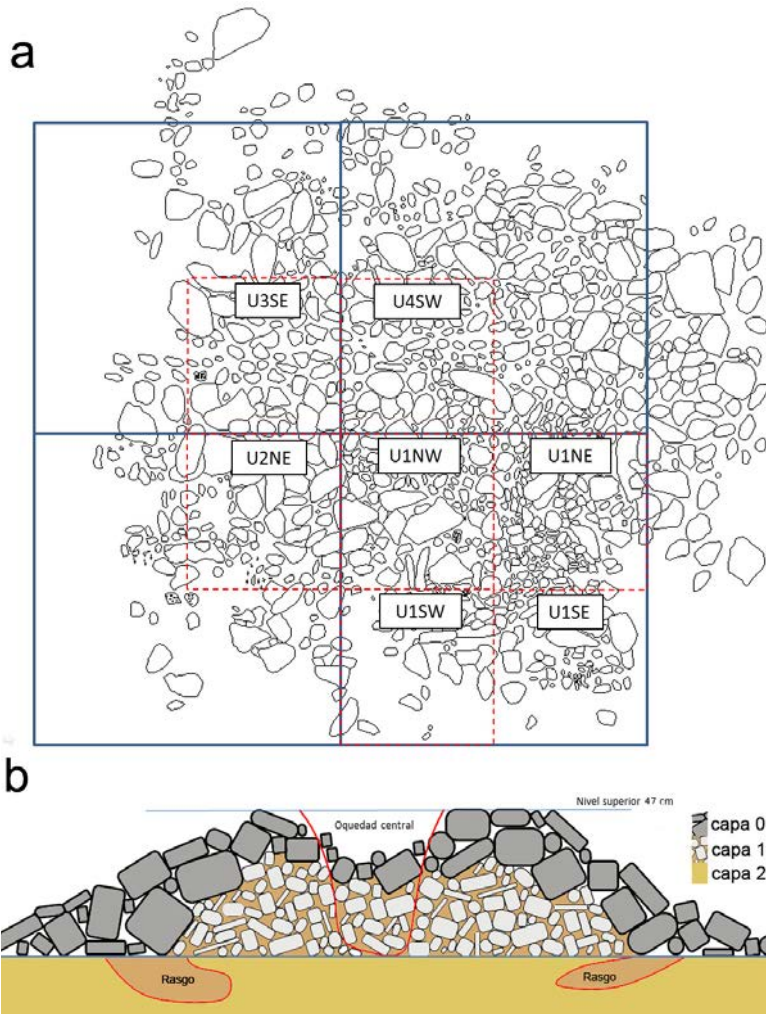 a
U3SE
U4SW
U2NE
U1NW
U1NE
U1SW
U1SE
b
Nivel superior 47 cm
Oquedad central
capa 0
capa 1
capa 2
Rasgo
Rasgo